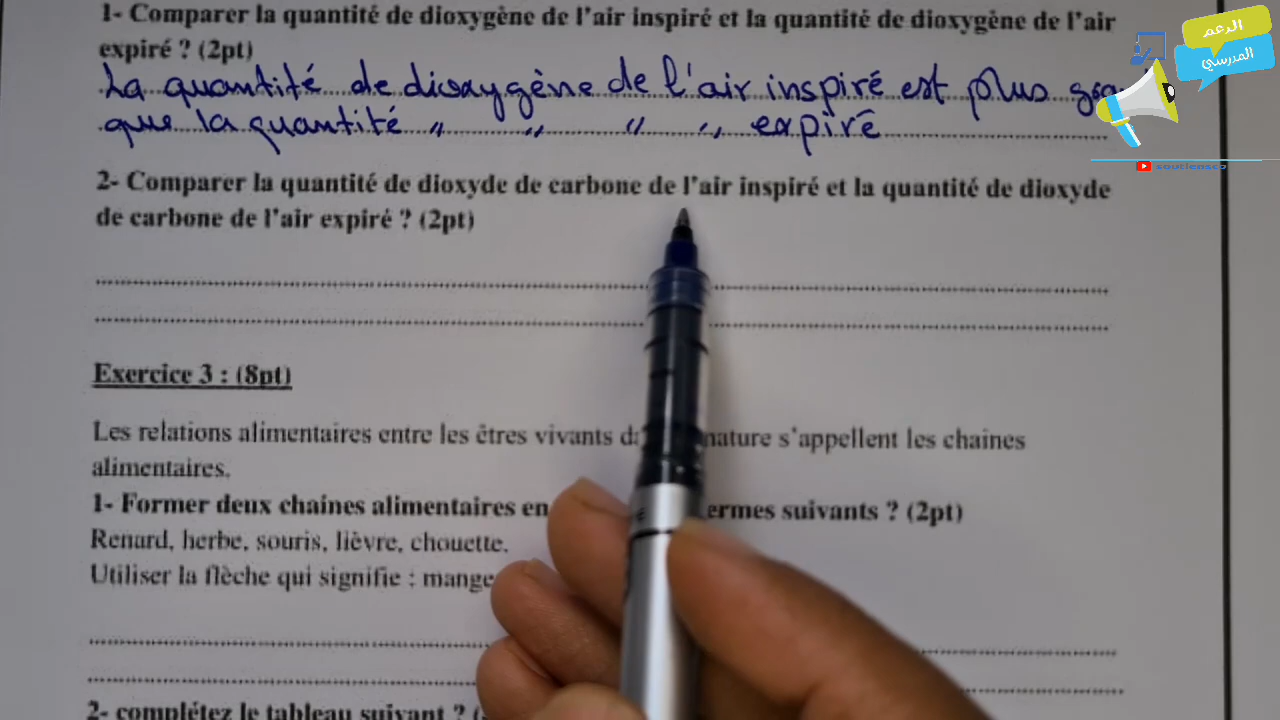 1- Comparer la quantité de dioxygène de l'air inspiré et la quantité de dioxygène de l'air
expiré ? (2pt)
La quantité de dioxygène de l'air inspiré est plus
que la quantité " " " " expiré
2- Comparer la quantité de dioxyde de carbone de l'air inspiré et la quantité de dioxyde
de carbone de l'air expiré ? (2pt)
Exercice 3 : (8pt)
Les relations alimentaires entre les êtres vivants nature s'appellent les chaines
alimentaires.
1- Former deux chaines alimentaires en ermes suivants ? (2pt)
Renard, herbe, souris, lièvre, chouette.
Utiliser la flèche qui signifie : mange
2- complétez le tableau suivant ? (
الدعم
المدرسي
soutiensco